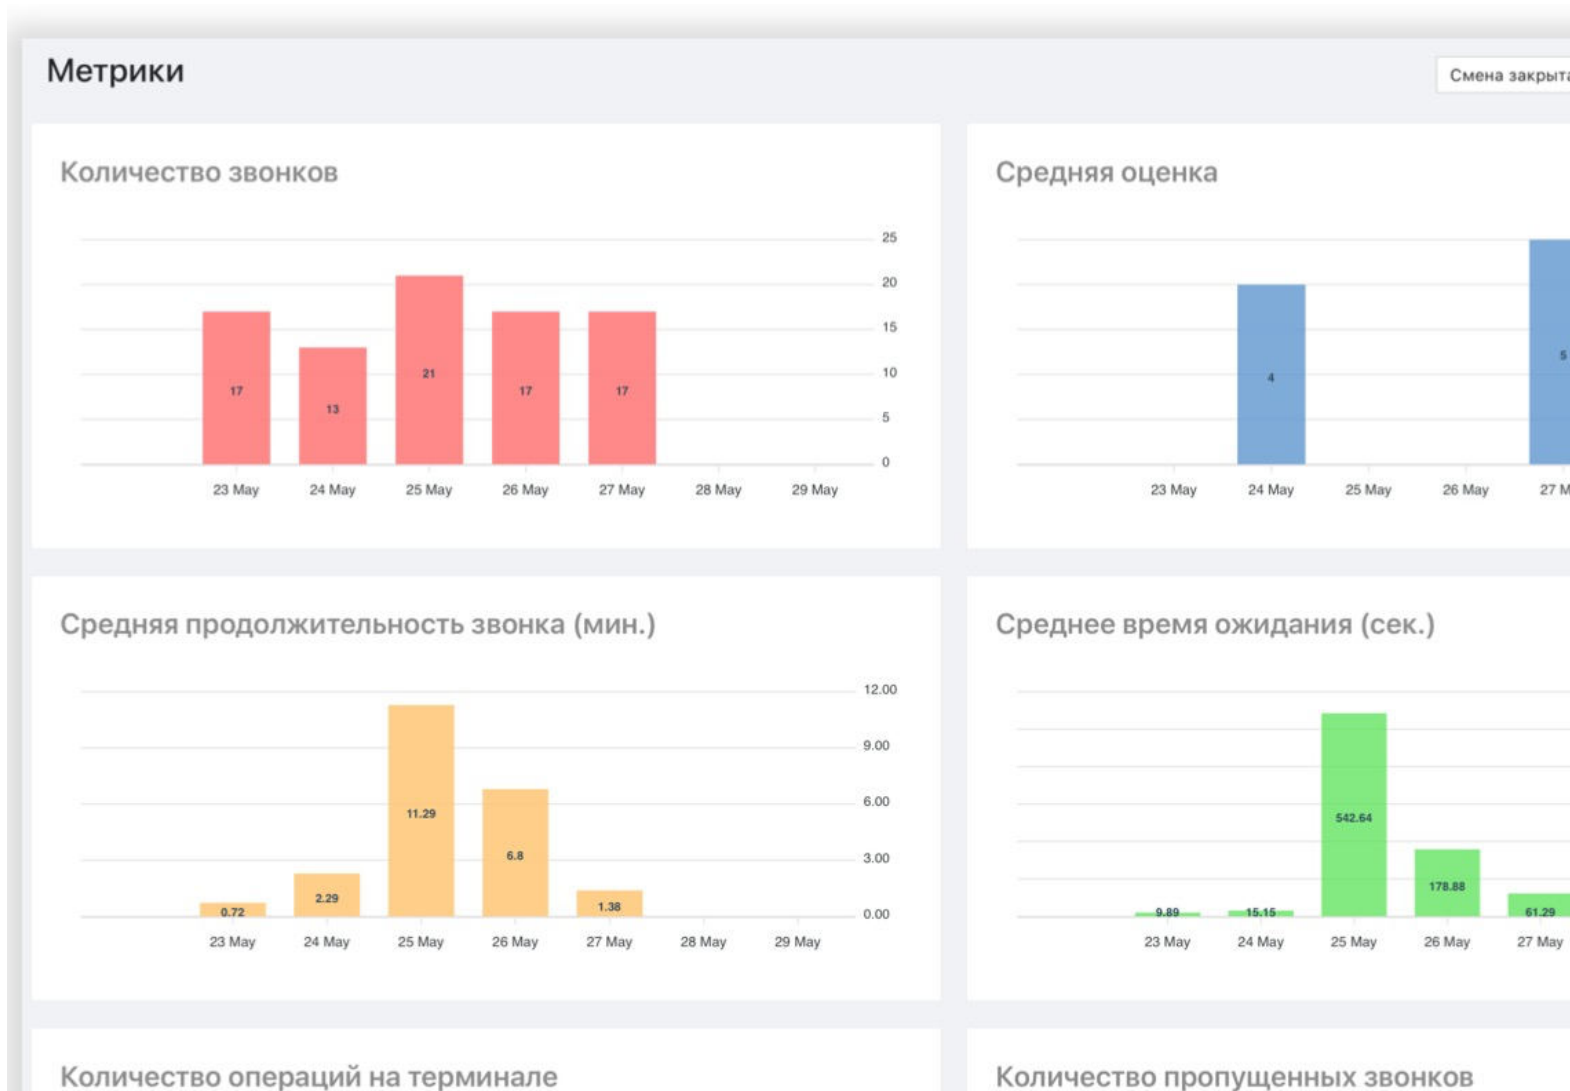 Метрики
Смена закрыта
Количество звонков
25
20
15
10
5
0
17
13
21
17
17
23 May
24 May
25 May
26 May
27 May
28 May
29 May
Средняя оценка
4
5
23 May
24 May
25 May
26 May
27 M
Средняя продолжительность звонка (мин.)
12.00
9.00
6.00
3.00
0.00
0.72
2.29
11.29
6.8
1.38
23 May
24 May
25 May
26 May
27 May
28 May
29 May
Среднее время ожидания (сек.)
9.89
15.15
542.64
178.88
61.29
23 May
24 May
25 May
26 May
27 May
Количество операций на терминале
Количество пропущенных звонков